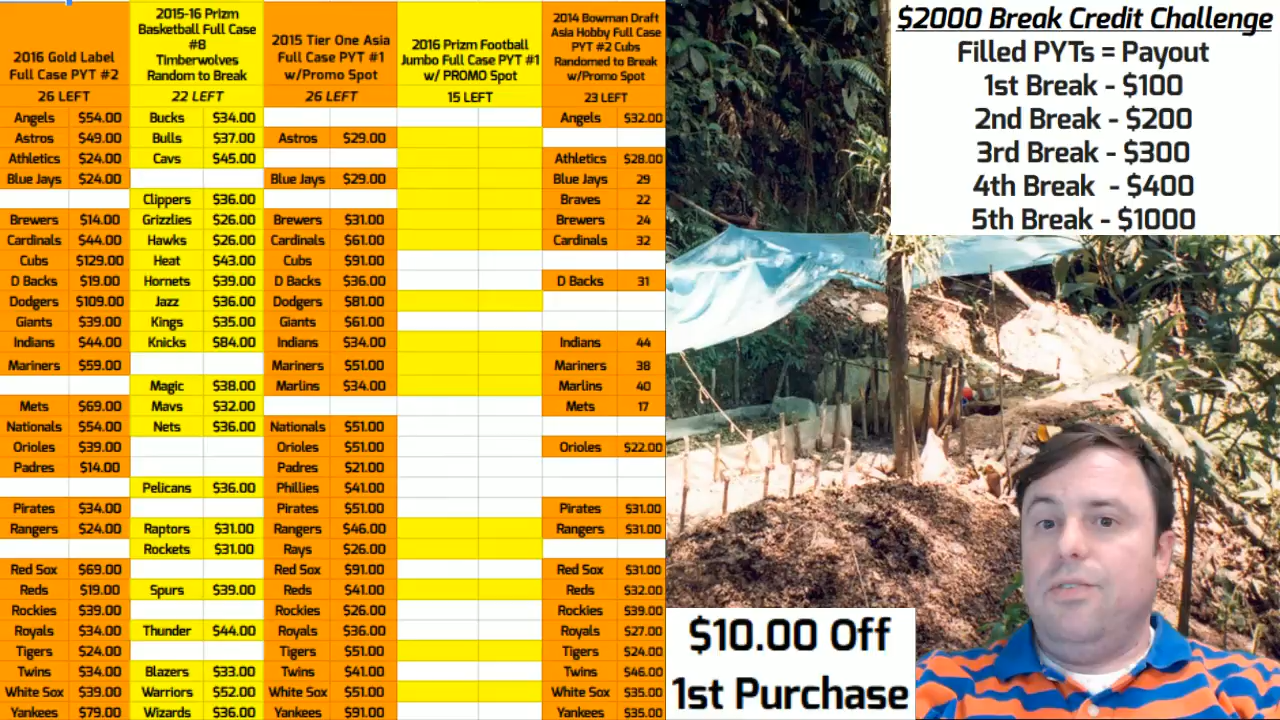 2016 Gold Label
Full Case PYT #2
26 LEFT
Angels $54.00
Astros $49.00
Athletics $24.00
Blue Jays $24.00
Brewers $14.00
Cardinals $44.00
Cubs $129.00
D Backs $19.00
Dodgers $109.00
Giants $39.00
Indians $44.00
Mariners $59.00
Mets $69.00
Nationals $54.00
Orioles $39.00
Padres $14.00
Pirates $34.00
Rangers $24.00
Red Sox $69.00
Reds $19.00
Rockies $39.00
Royals $34.00
Tigers $24.00
Twins $34.00
White Sox $39.00
Yankees $79.00
2015-16 Prizm
Basketball Full Case
#8
Timberwolves
Random to Break
22 LEFT
Bucks $34.00
Bulls $37.00
Cavs $45.00
Clippers $36.00
Grizzlies $26.00
Hawks $26.00
Heat $43.00
Hornets $39.00
Jazz $36.00
Kings $35.00
Knicks $84.00
Magic $38.00
Mavs $32.00
Nets $36.00
Pelicans $36.00
Raptors $31.00
Rockets $31.00
Spurs $39.00
Thunder $44.00
Blazers $33.00
Warriors $52.00
Wizards $36.00
2015 Tier One Asia
Full Case PYT #1
w/Promo Spot
26 LEFT
Astros $29.00
Blue Jays $29.00
Brewers $31.00
Cardinals $61.00
Cubs $91.00
D Backs $36.00
Dodgers $81.00
Giants $61.00
Indians $34.00
Mariners $51.00
Marlins $34.00
Nationals $51.00
Orioles $51.00
Padres $21.00
Phillies $41.00
Pirates $51.00
Rangers $46.00
Rays $26.00
Red Sox $91.00
Reds $41.00
Rockies $26.00
Royals $36.00
Tigers $51.00
Twins $41.00
White Sox $51.00
Yankees $91.00
2016 Prizm Football
Jumbo Full Case PYT #1
w/ PROMO Spot
15 LEFT
2014 Bowman Draft
Asia Hobby Full Case
PYT #2 Cubs
Randomed to Break
w/Promo Spot
23 LEFT
Angels $32.00
Athletics $28.00
Blue Jays 29
Braves 22
Brewers 24
Cardinals 32
D Backs 31
Indians 44
Mariners 38
Marlins 40
Mets 17
Orioles $22.00
Pirates $31.00
Rangers $31.00
Red Sox $31.00
Reds $32.00
Rockies $39.00
Royals $27.00
Tigers $24.00
Twins $46.00
White Sox $35.00
Yankees $35.00
$2000 Break Credit Challenge
Filled PYTs = Payout
1st Break - $100
2nd Break - $200
3rd Break - $300
4th Break - $400
5th Break - $1000
$10.00 Off
1st Purchase